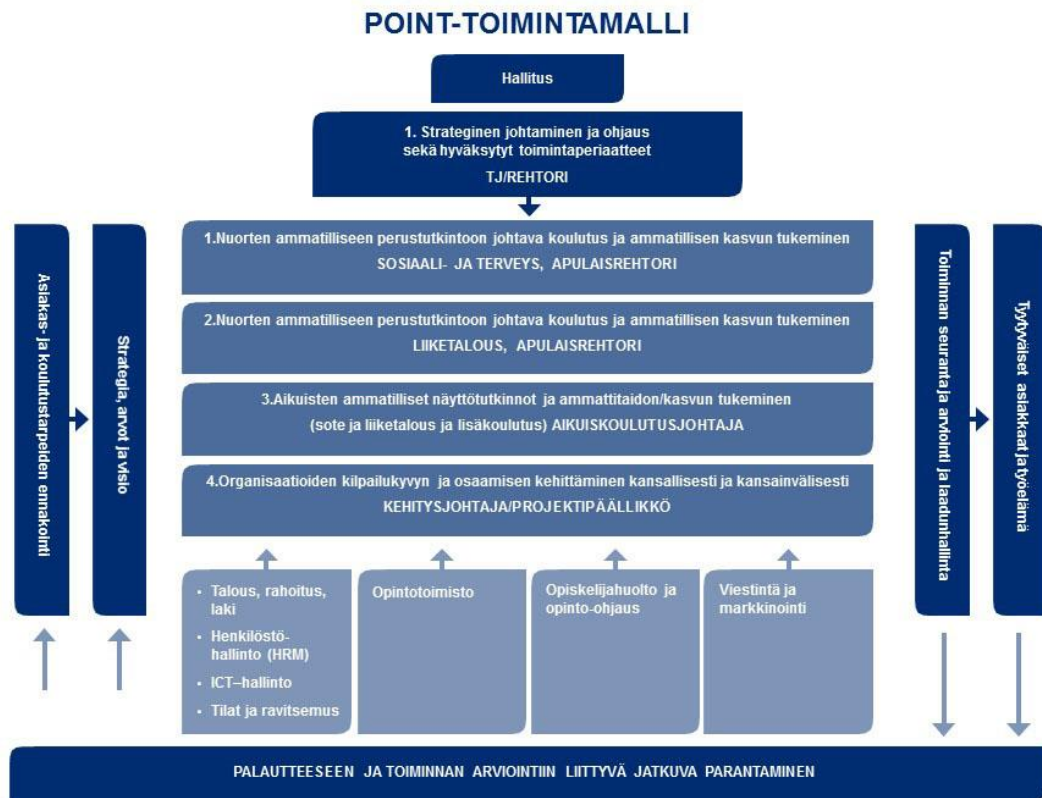 POINT-TOIMINTAMALLI
Hallitus
1. Strateginen johtaminen ja ohjaus
sekä hyväksytyt toimintaperiaatteet
TJ/REHTORI
Asiakas- ja koulutustarpeiden ennakointi
Strategia, arvot ja visio
1.Nuorten ammatilliseen perustutkintoon johtava koulutus ja ammatillisen kasvun tukeminen
SOSIAALI- JA TERVEYS, APULAISREHTORI
2.Nuorten ammatilliseen perustutkintoon johtava koulutus ja ammatillisen kasvun tukeminen
LIIKETALOUS, APULAISREHTORI
3.Aikuisten ammatilliset näyttötutkinnot ja ammattitaidon/kasvun tukeminen
(sote ja liiketalous ja lisäkoulutus) AIKUISKOULUTUSJOHTAJA
4.Organisaatioiden kilpailukyvyn ja osaamisen kehittäminen kansallisesti ja kansainvälisesti
KEHITYSJOHTAJA/PROJEKTIPÄÄLLIKKÖ
Toiminnan seuranta ja arviointi ja laadunhallinta
Tyytyväiset asiakkaat ja työelämä
• Talous, rahoitus,
laki
• Henkilöstö-
hallinto (HRM)
• ICT–hallinto
• Tilat ja ravitsemus
Opintotoimisto
Opiskelijahuolto ja
opinto-ohjaus
Viestintä ja
markkinointi
PALAUTTEESEEN JA TOIMINNAN ARVIOINTIIN LIITTYVÄ JATKUVA PARANTAMINEN